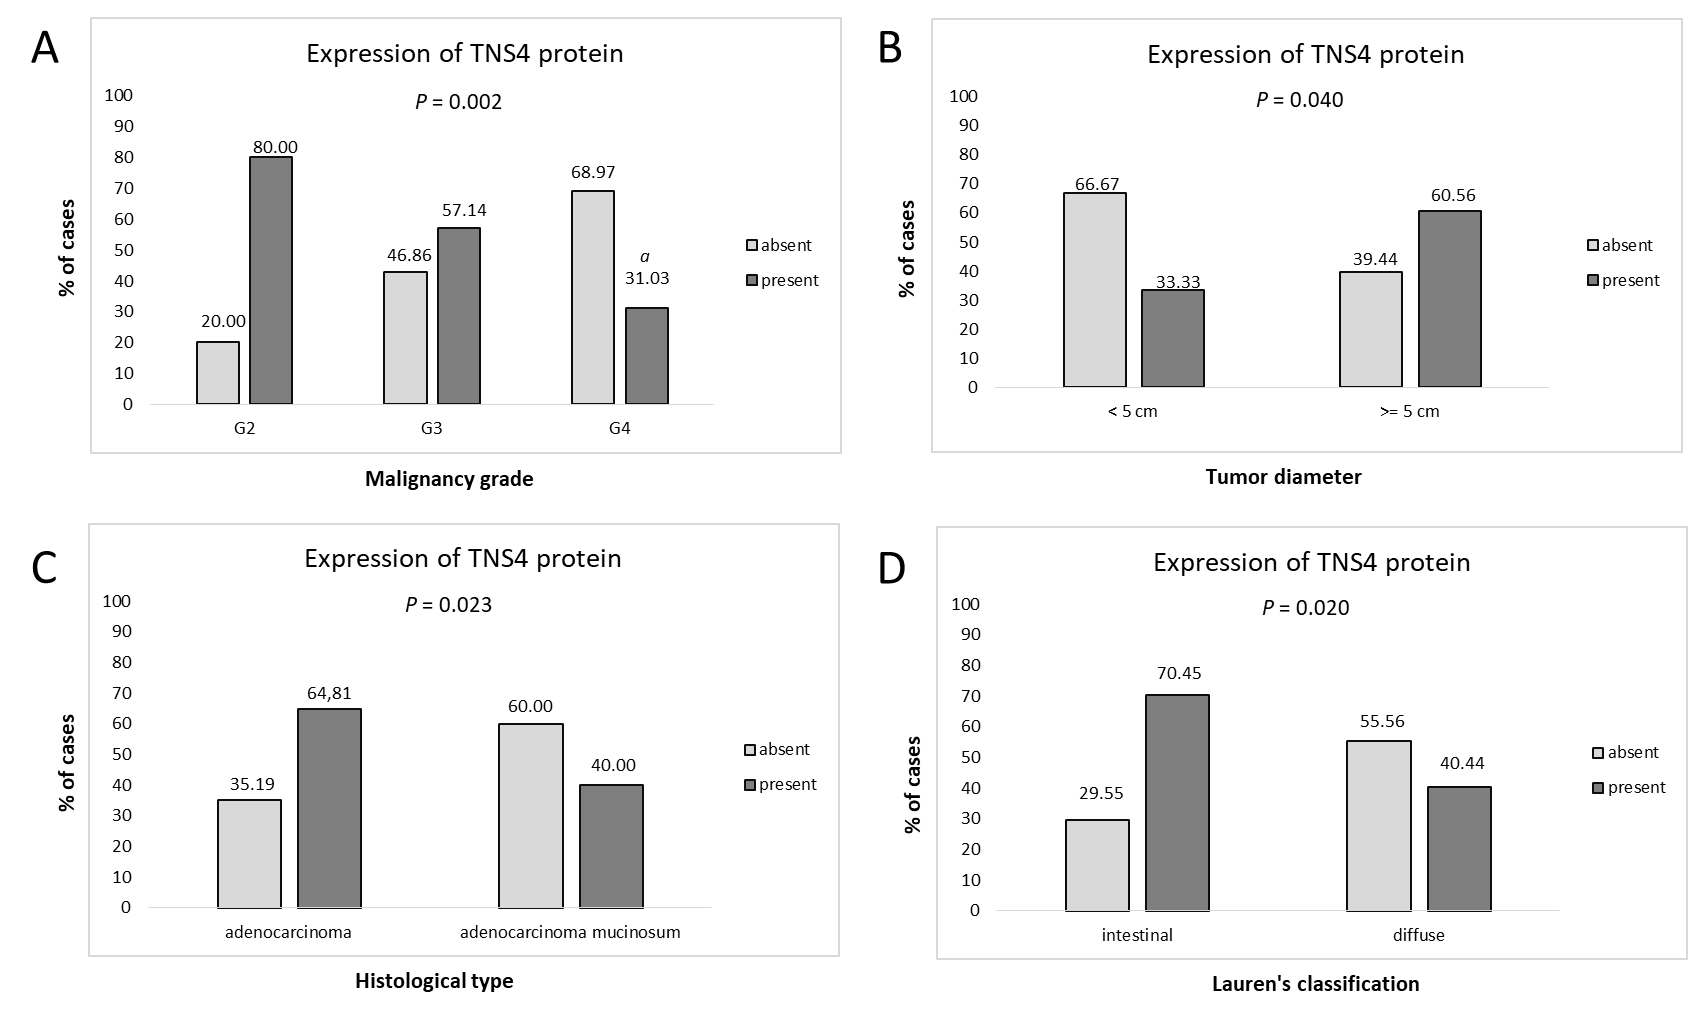 A
Expression of TNS4 protein
P = 0.002
% of cases
100
90
80
70
60
50
40
30
20
10
0
20.00
80.00
46.86
57.14
68.97
a
31.03
G2
G3
G4
absent
present
Malignancy grade
B
Expression of TNS4 protein
P = 0.040
% of cases
100
90
80
70
60
50
40
30
20
10
0
66.67
33.33
39.44
60.56
< 5 cm
>= 5 cm
absent
present
Tumor diameter
C
Expression of TNS4 protein
P = 0.023
% of cases
100
90
80
70
60
50
40
30
20
10
0
35.19
64,81
60.00
40.00
adenocarcinoma
adenocarcinoma mucinosum
absent
present
Histological type
D
Expression of TNS4 protein
P = 0.020
% of cases
100
90
80
70
60
50
40
30
20
10
0
29.55
70.45
55.56
40.44
intestinal
diffuse
absent
present
Lauren's classification